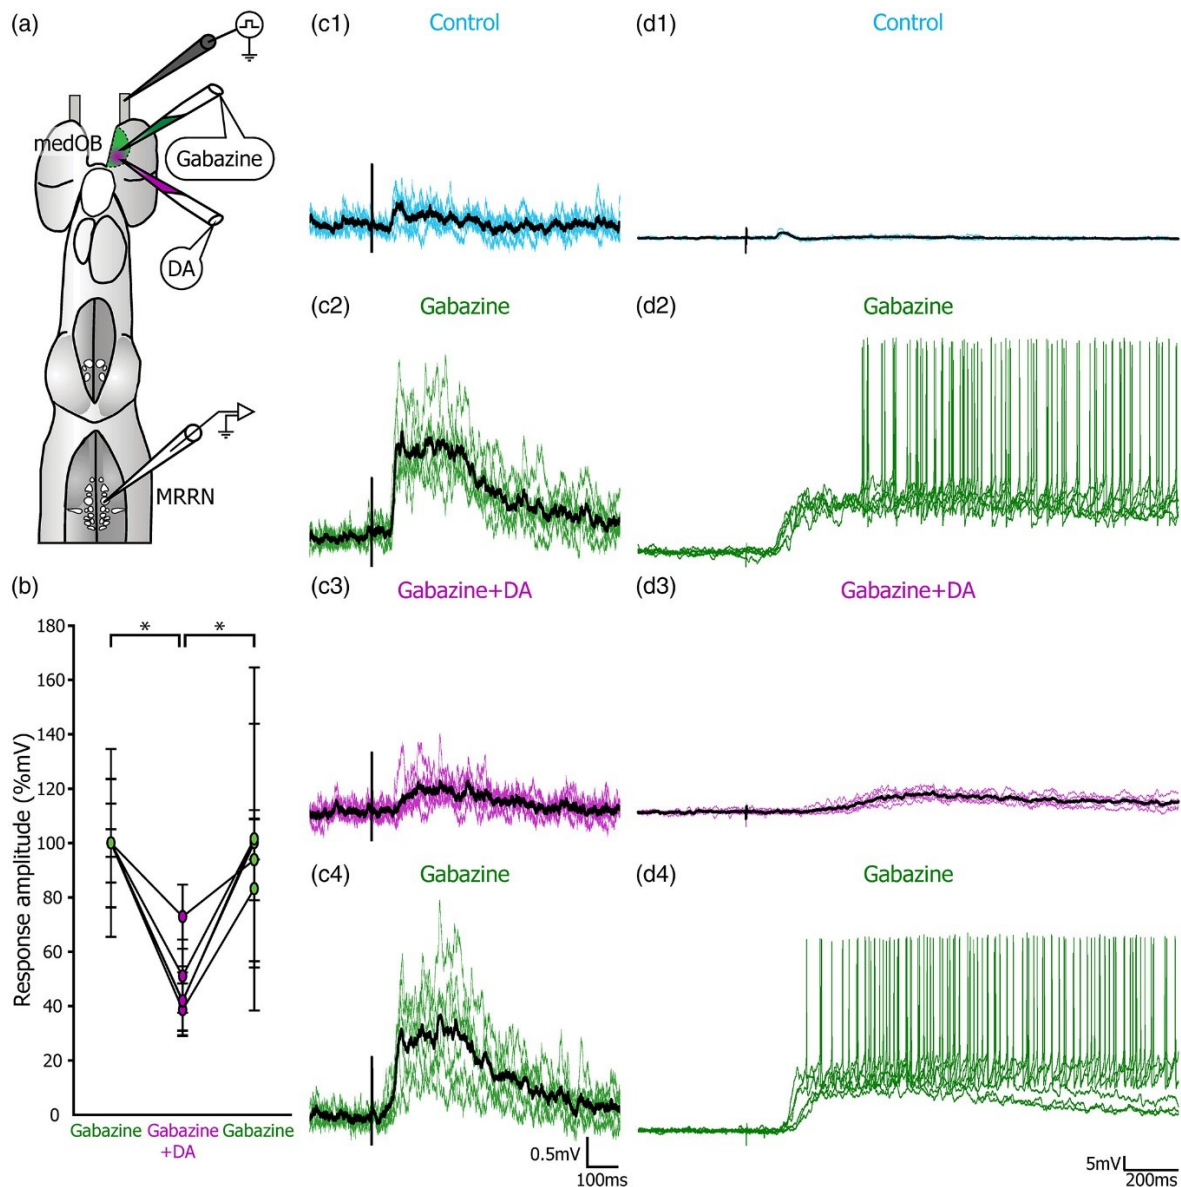 (a)
medOB
Gabazine
DA
MRRN
(b)
Response amplitude (%mV)
180
160
140
120
100
80
60
40
20
0
*
*
Gabazine
Gabazine
+DA
Gabazine
(c1)
Control
(d1)
Control
(c2)
Gabazine
(d2)
Gabazine
(c3)
Gabazine+DA
(d3)
Gabazine+DA
(c4)
Gabazine
(d4)
Gabazine
0.5mV
100ms
5mV
200ms